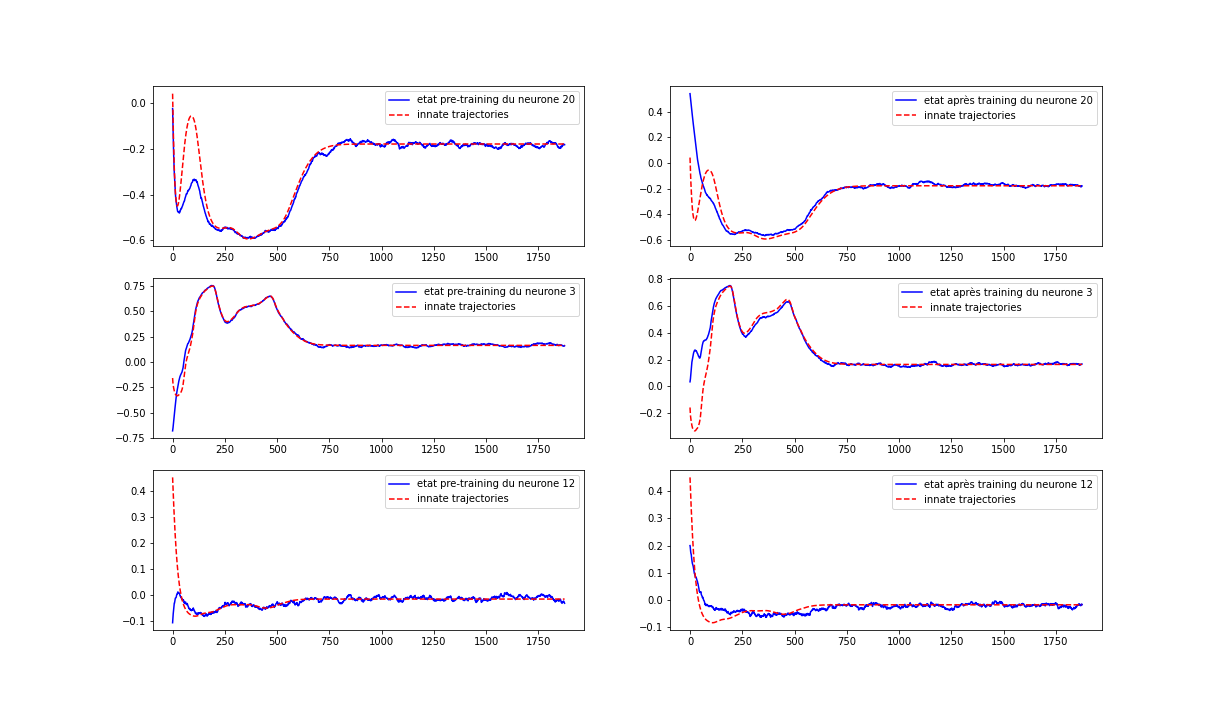 etat pre-training du neurone 20
innate trajectories
0.0
−0.2
−0.4
−0.6
0 250 500 750 1000 1250 1500 1750
etat après training du neurone 20
innate trajectories
0.4
0.2
0.0
−0.2
−0.4
−0.6
0 250 500 750 1000 1250 1500 1750
etat pre-training du neurone 3
innate trajectories
0.75
0.50
0.25
0.00
−0.25
−0.50
−0.75
0 250 500 750 1000 1250 1500 1750
etat après training du neurone 3
innate trajectories
0.8
0.6
0.4
0.2
0.0
−0.2
0 250 500 750 1000 1250 1500 1750
etat pre-training du neurone 12
innate trajectories
0.4
0.3
0.2
0.1
0.0
−0.1
0 250 500 750 1000 1250 1500 1750
etat après training du neurone 12
innate trajectories
0.4
0.3
0.2
0.1
0.0
−0.1
0 250 500 750 1000 1250 1500 1750